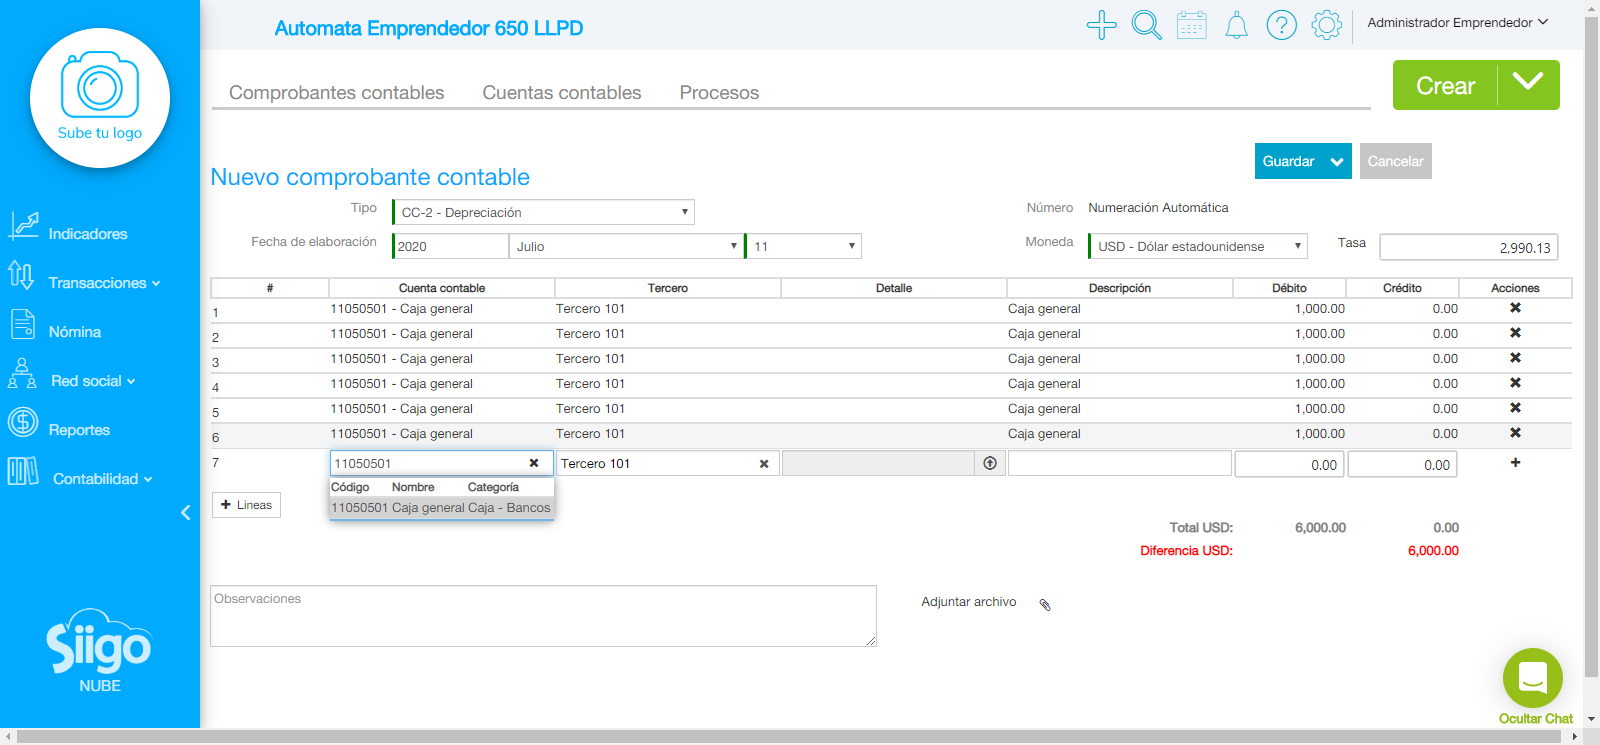 Automata Emprendedor 650 LLPD
Administrador Emprendedor
Sube tu logo
Comprobantes contables Cuentas contables Procesos
Crear
Guardar Cancelar
Nuevo comprobante contable
Tipo CC-2 - Depreciación Número Numeración Automática
Fecha de elaboración 2020 Julio 11 Moneda USD - Dólar estadounidense Tasa 2,990.13
Indicadores
Transacciones
Nómina
Red social
Reportes
Contabilidad
# Cuenta contable Tercero Detalle Descripción Débito Crédito Acciones
1 11050501 - Caja general Tercero 101 Caja general 1,000.00 0.00
2 11050501 - Caja general Tercero 101 Caja general 1,000.00 0.00
3 11050501 - Caja general Tercero 101 Caja general 1,000.00 0.00
4 11050501 - Caja general Tercero 101 Caja general 1,000.00 0.00
5 11050501 - Caja general Tercero 101 Caja general 1,000.00 0.00
6 11050501 - Caja general Tercero 101 Caja general 1,000.00 0.00
7 11050501 Tercero 101 0.00 0.00
Código Nombre Categoría
11050501 Caja general Caja - Bancos
+ Lineas
Total USD: 6,000.00 0.00
Diferencia USD: 6,000.00
Observaciones
Adjuntar archivo
Siigo
NUBE
Ocultar Chat